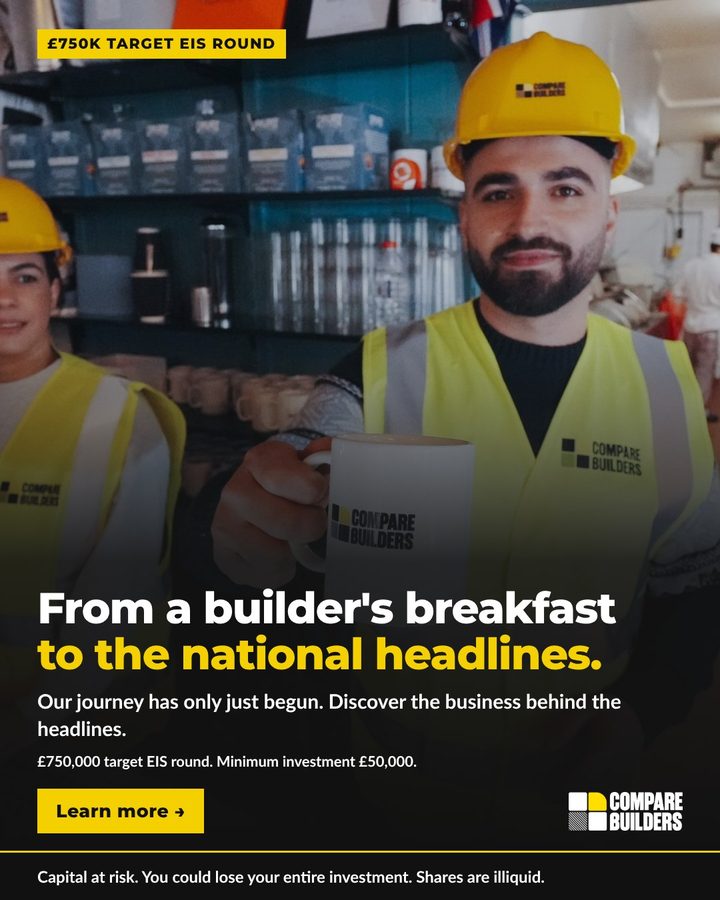 £750K TARGET EIS ROUND
COMPARE
BUILDERS
COMPARE
BUILDERS
COMPARE
BUILDERS
COMPARE
BUILDERS
From a builder's breakfast
to the national headlines.
Our journey has only just begun. Discover the business behind the
headlines.
£750,000 target EIS round. Minimum investment £50,000.
Learn more →
COMPARE
BUILDERS
Capital at risk. You could lose your entire investment. Shares are illiquid.